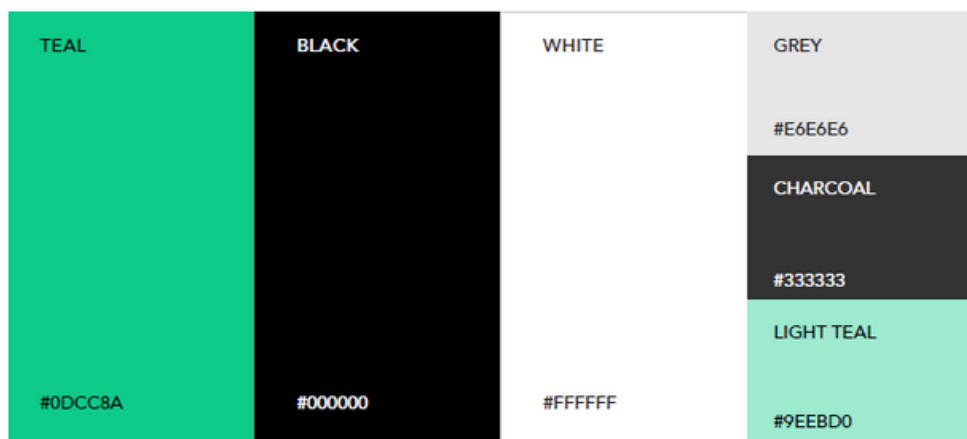 TEAL
#0DCC8A
BLACK
#000000
WHITE
#FFFFFF
GREY
#E6E6E6
CHARCOAL
#333333
LIGHT TEAL
#9EEBD0